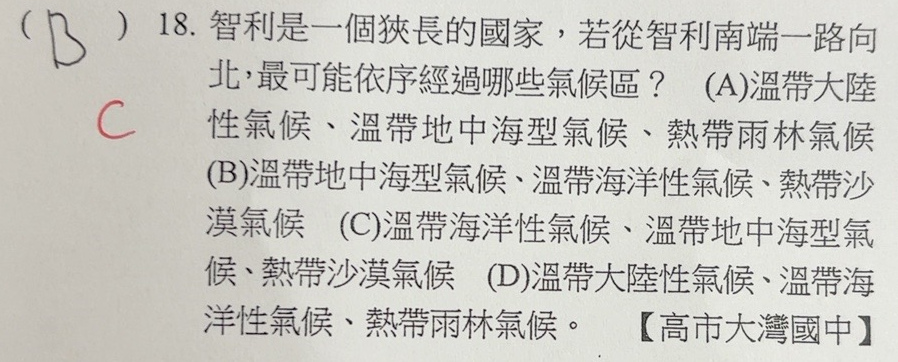 ( B ) 18. 智利是一個狹長的國家，若從智利南端一路向
北，最可能依序經過哪些氣候區？ (A)溫帶大陸
C 性氣候、溫帶地中海型氣候、熱帶雨林氣候
(B)溫帶地中海型氣候、溫帶海洋性氣候、熱帶沙
漠氣候 (C)溫帶海洋性氣候、溫帶地中海型氣
候、熱帶沙漠氣候 (D)溫帶大陸性氣候、溫帶海
洋性氣候、熱帶雨林氣候。 【高市大灣國中】